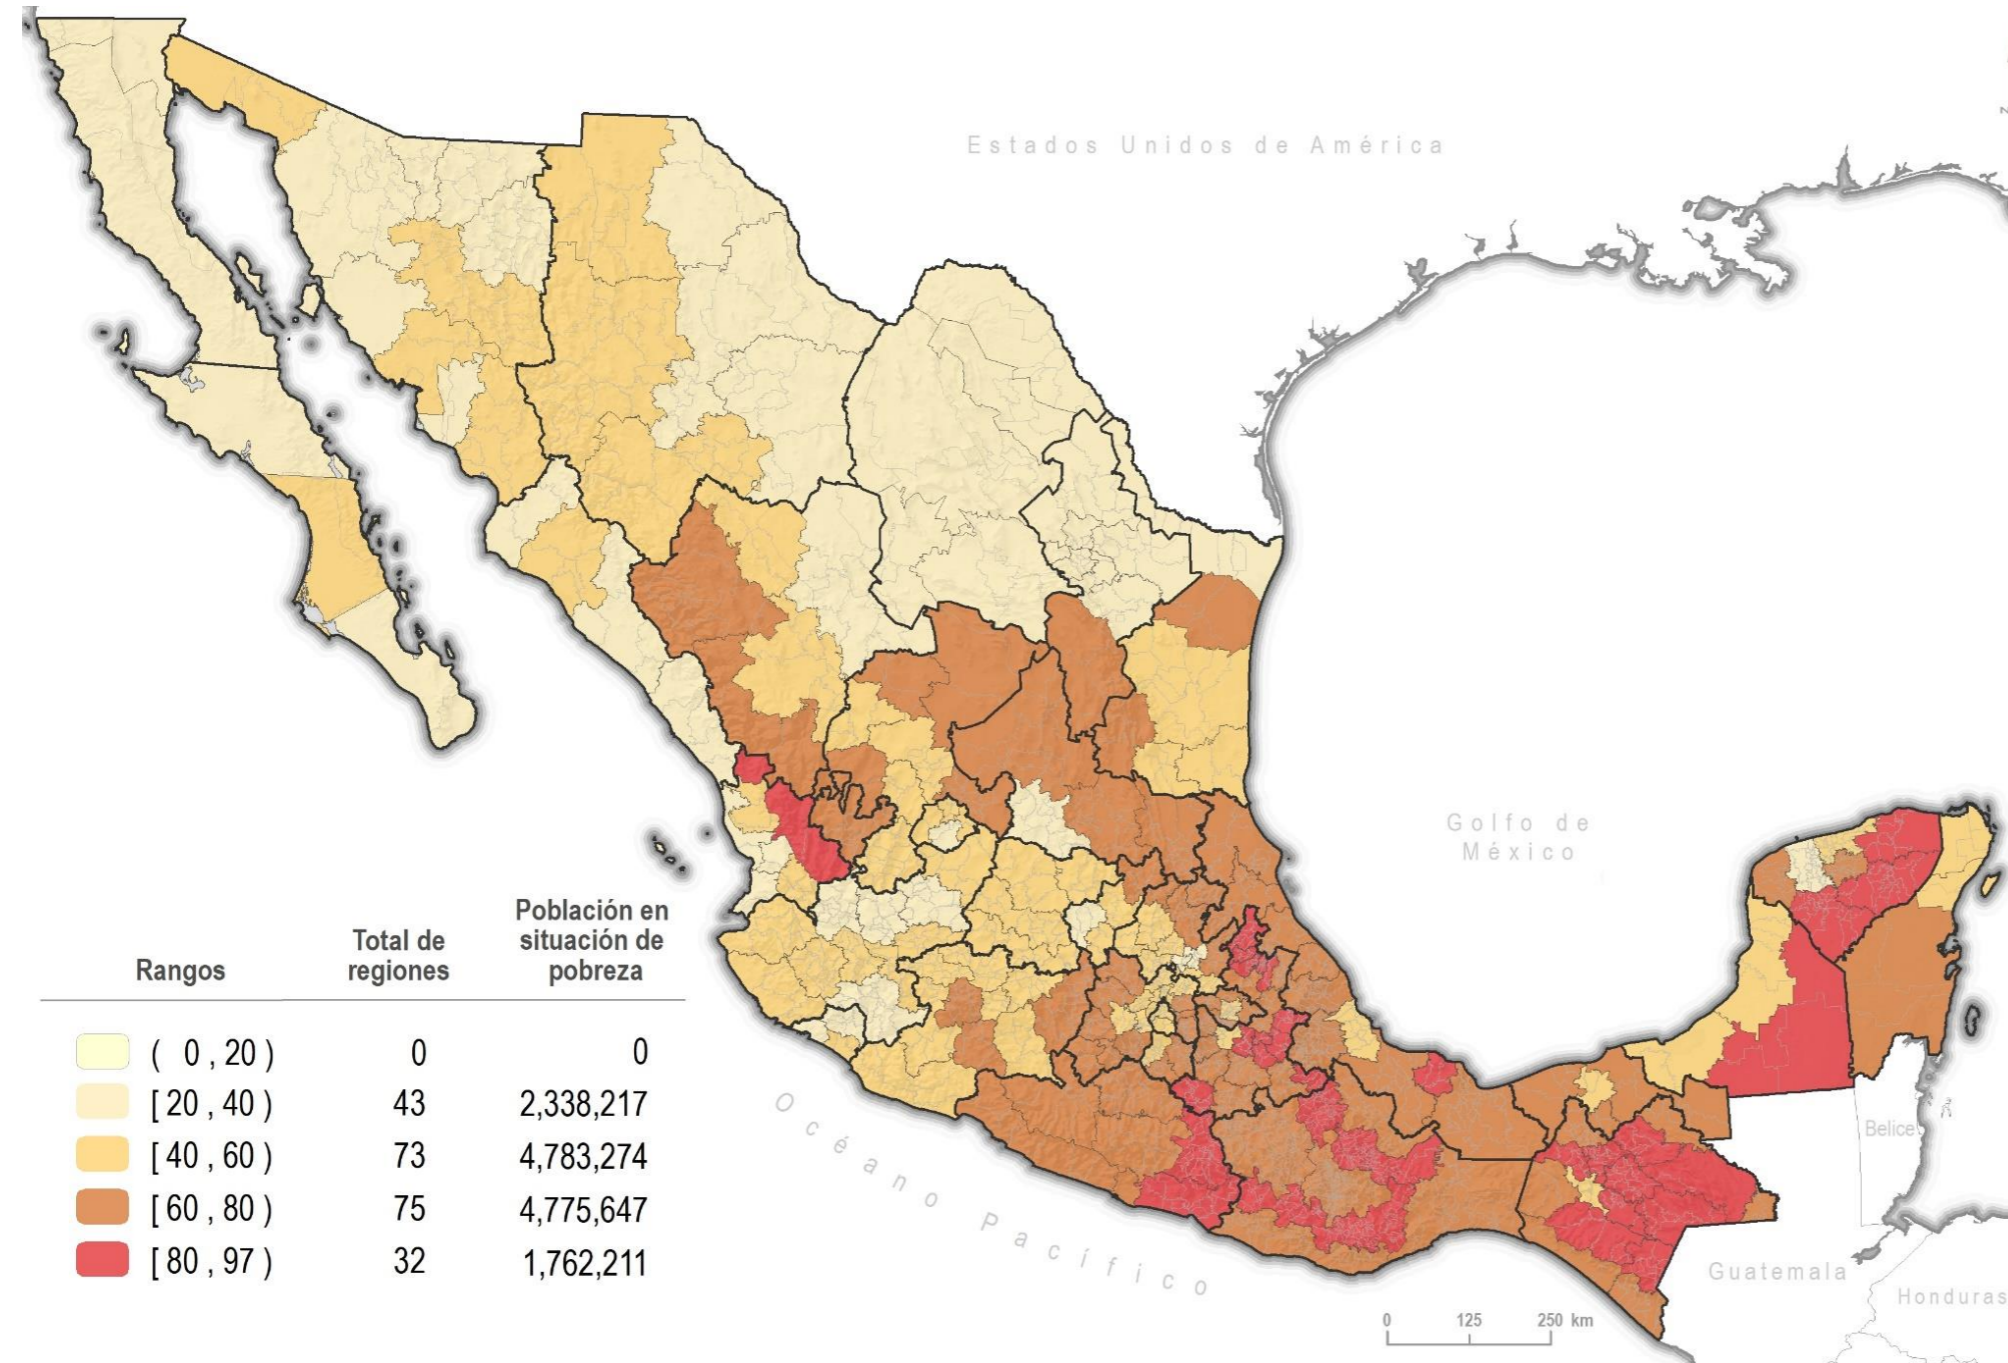 Estados Unidos de América
Golfo de
México
Océano Pacífico
Belice
Guatemala
Honduras
Rangos
Total de
regiones
Población en
situación de
pobreza
( 0 , 20 ) 0 0
[ 20 , 40 ) 43 2,338,217
[ 40 , 60 ) 73 4,783,274
[ 60 , 80 ) 75 4,775,647
[ 80 , 97 ) 32 1,762,211
0 125 250 km